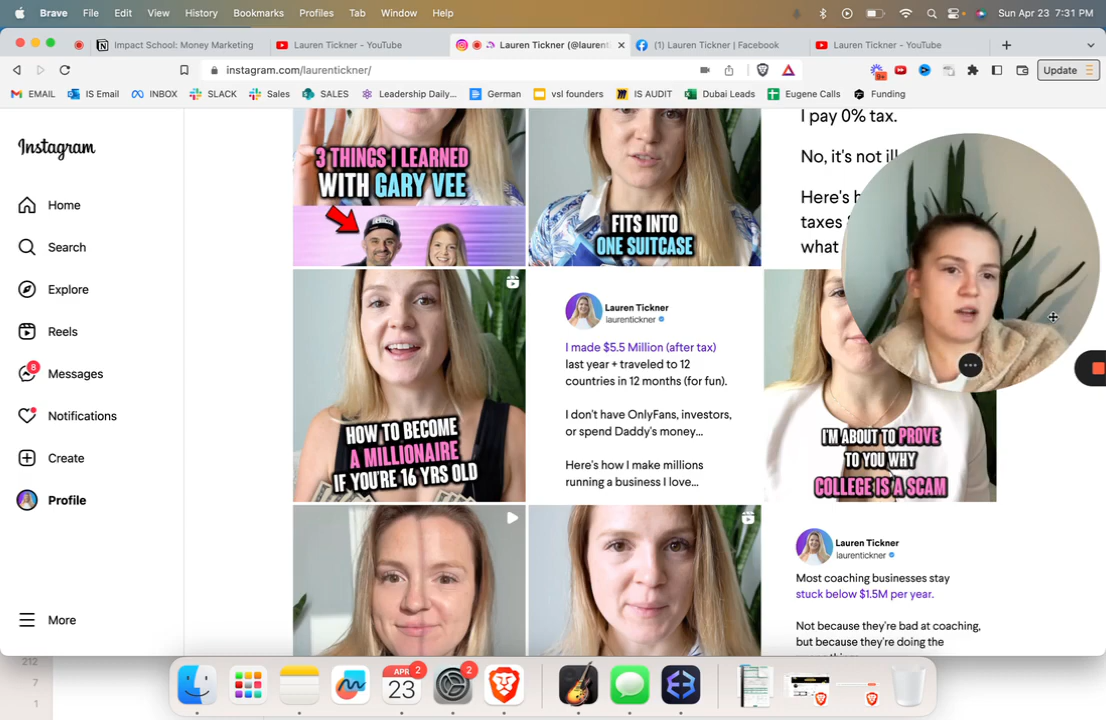 Brave File Edit View History Bookmarks Profiles Tab Window Help Sun Apr 23 7:31 PM
Impact School: Money Marketing Lauren Tickner - YouTube Lauren Tickner (@laurent (1) Lauren Tickner | Facebook Lauren Tickner - YouTube
instagram.com/laurentickner/ 9+ Update
EMAIL IS Email INBOX SLACK Sales SALES Leadership Daily... German vsl founders IS AUDIT Dubai Leads Eugene Calls Funding
Instagram
Home
Search
Explore
Reels
8
Messages
Notifications
Create
Profile
More
3 THINGS I LEARNED
WITH GARY VEE
FITS INTO
ONE SUITCASE
I pay 0% tax.
No, it's not
Here's
taxes
what
HOW TO BECOME
A MILLIONAIRE
IF YOU'RE 16 YRS OLD
Lauren Tickner
laurentickner
I made $5.5 Million (after tax)
last year + traveled to 12
countries in 12 months (for fun).
I don't have OnlyFans, investors,
or spend Daddy's money...
Here's how I make millions
running a business I love...
I'M ABOUT TO PROVE
TO YOU WHY
COLLEGE IS A SCAM
Lauren Tickner
laurentickner
Most coaching businesses stay
stuck below $1.5M per year.
Not because they're bad at coaching,
but because they're doing the
212
7
1
APR 2
23
2